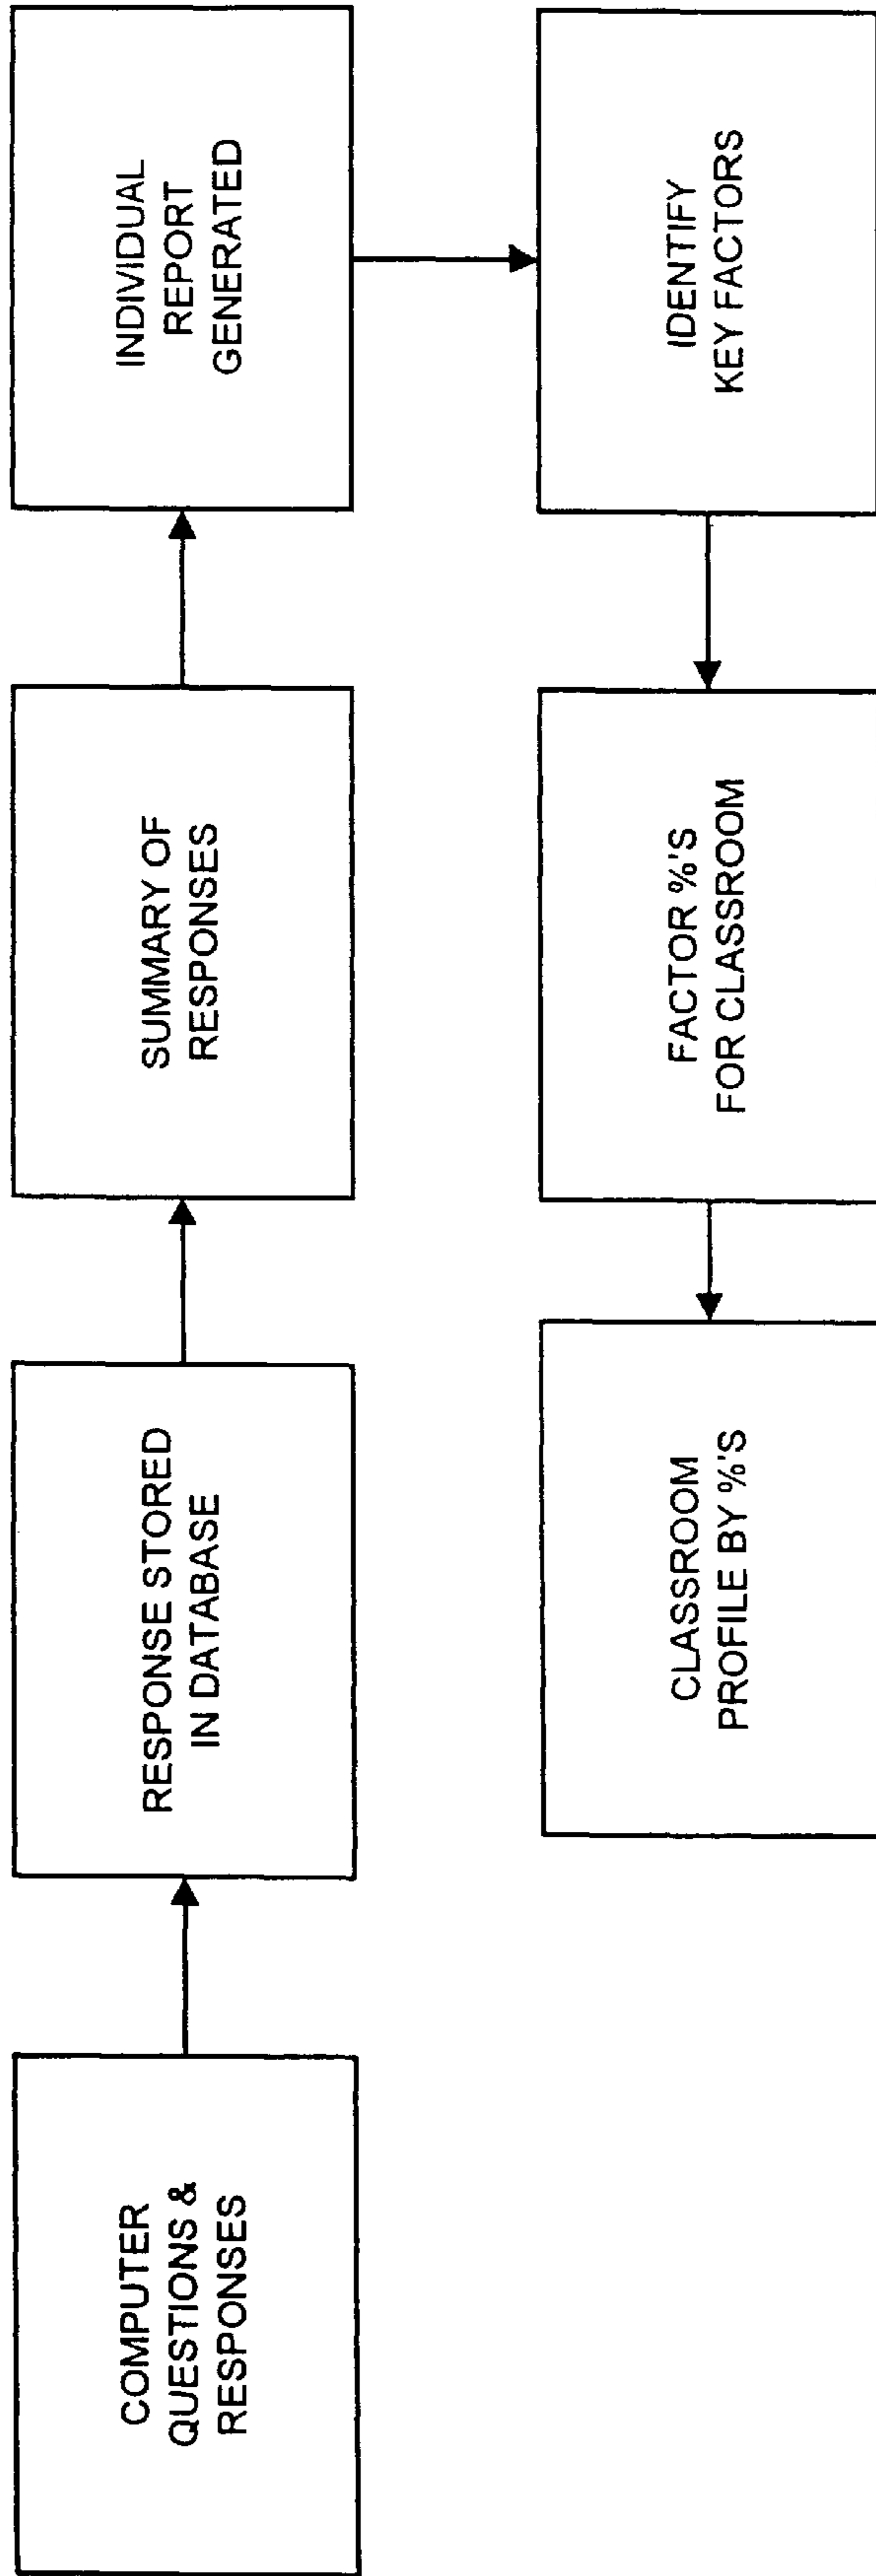 COMPUTER
QUESTIONS &
RESPONSES
RESPONSE STORED
IN DATABASE
SUMMARY OF
RESPONSES
INDIVIDUAL
REPORT
GENERATED
IDENTIFY
KEY FACTORS
FACTOR %'S
FOR CLASSROOM
CLASSROOM
PROFILE BY %'S